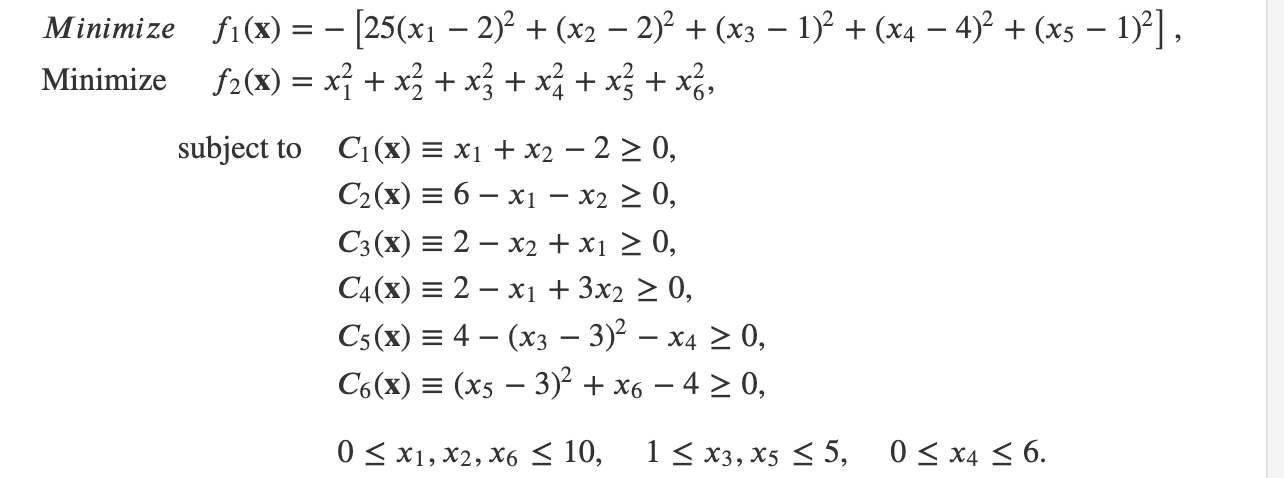 Minimize f₁(𝐱) = − [25(x₁ − 2)² + (x₂ − 2)² + (x₃ − 1)² + (x₄ − 4)² + (x₅ − 1)²] ,
Minimize f₂(𝐱) = x₁² + x₂² + x₃² + x₄² + x₅² + x₆²,
subject to C₁(𝐱) ≡ x₁ + x₂ − 2 ≥ 0,
C₂(𝐱) ≡ 6 − x₁ − x₂ ≥ 0,
C₃(𝐱) ≡ 2 − x₂ + x₁ ≥ 0,
C₄(𝐱) ≡ 2 − x₁ + 3x₂ ≥ 0,
C₅(𝐱) ≡ 4 − (x₃ − 3)² − x₄ ≥ 0,
C₆(𝐱) ≡ (x₅ − 3)² + x₆ − 4 ≥ 0,
0 ≤ x₁, x₂, x₆ ≤ 10, 1 ≤ x₃, x₅ ≤ 5, 0 ≤ x₄ ≤ 6.